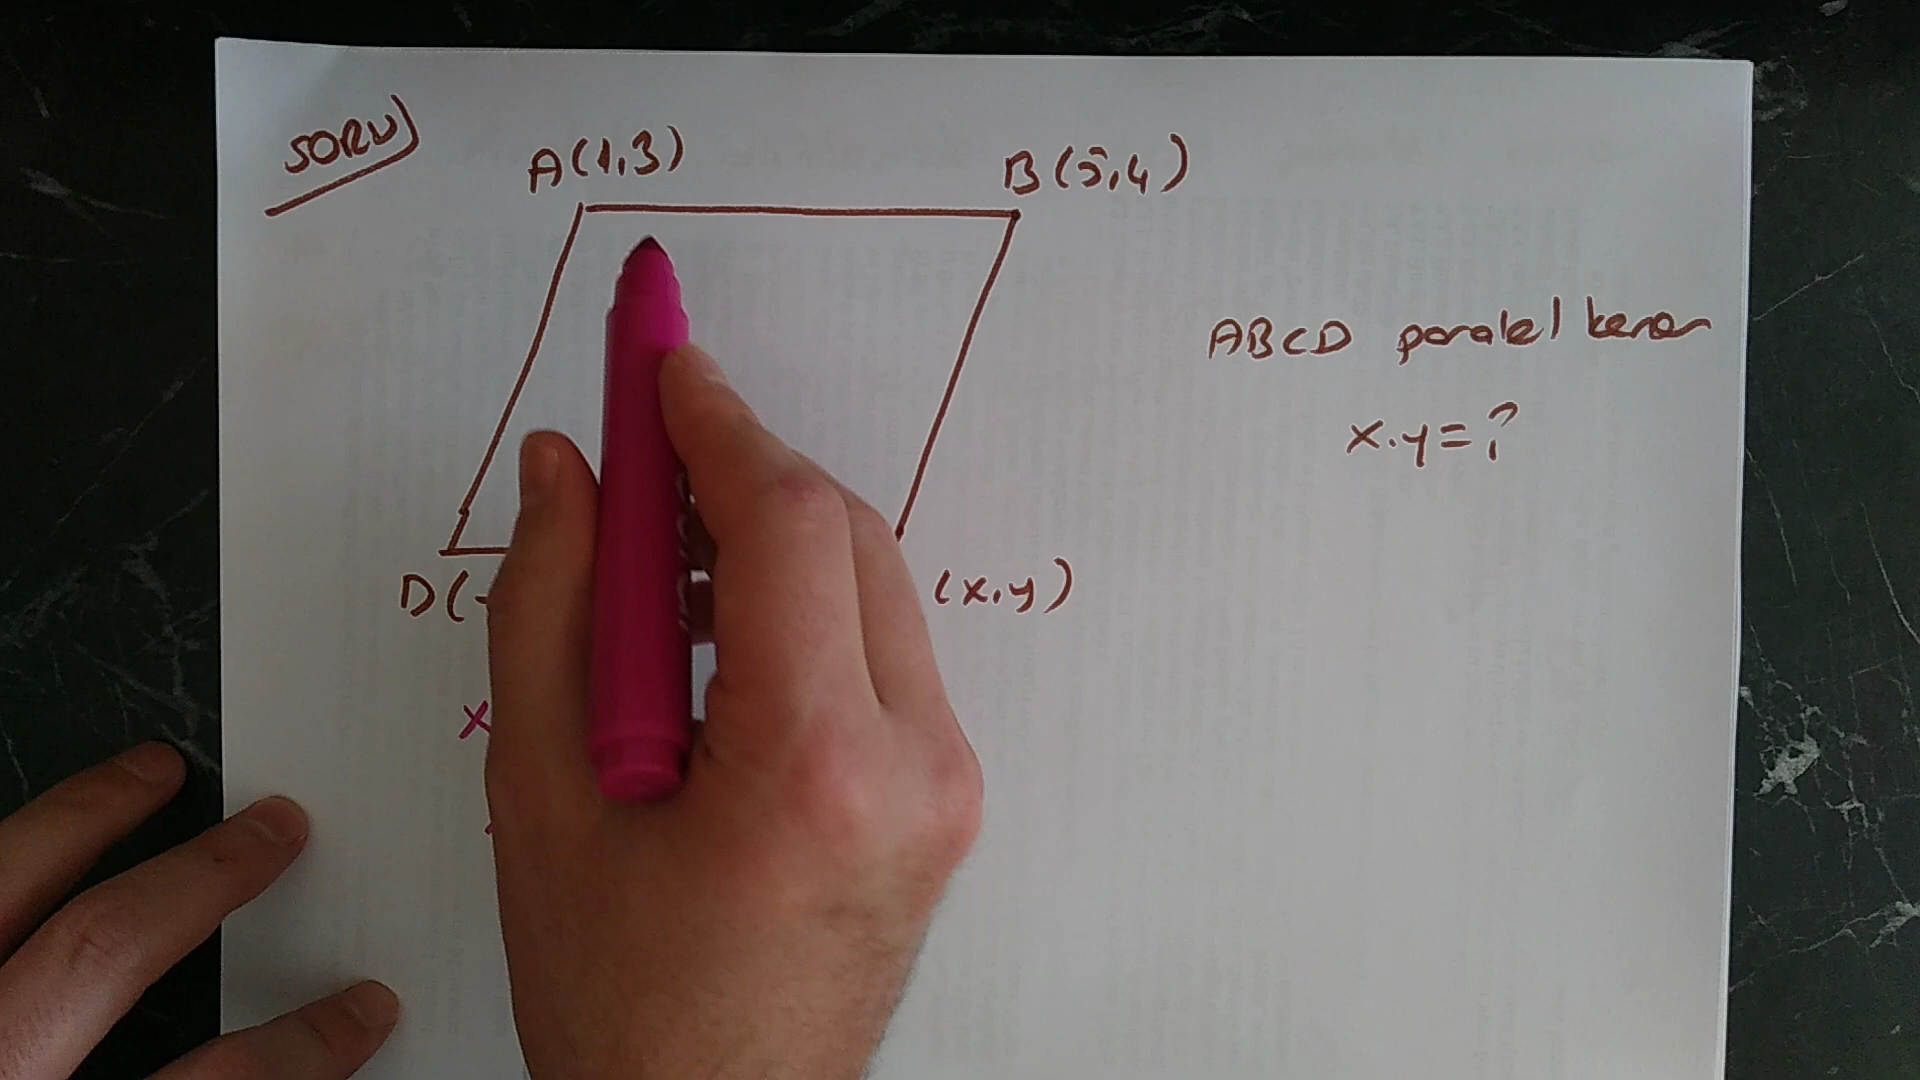 SORU)
A(1,3)
B(5,4)
ABCD paralel kenar
x.y=?
D(-
(x,y)
x